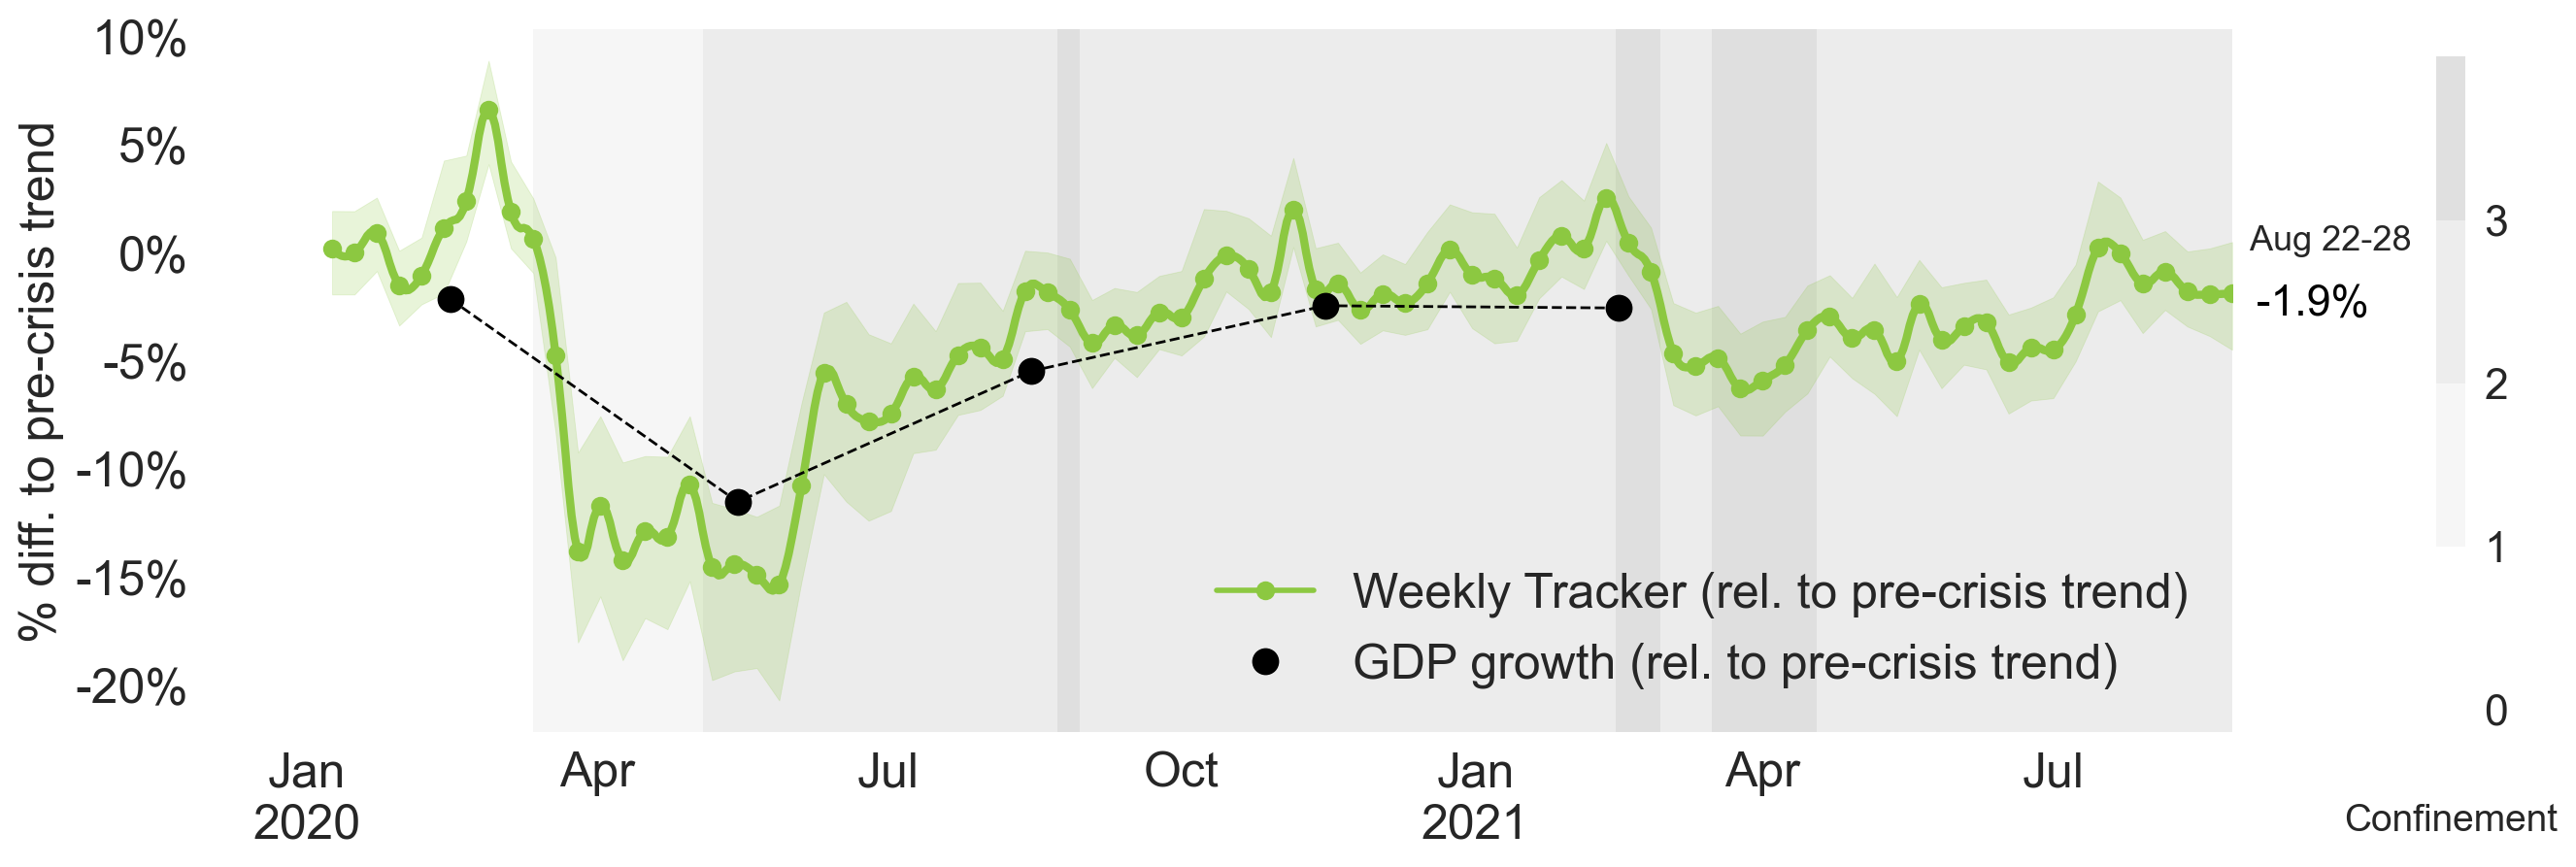 % diff. to pre-crisis trend
10%
5%
0%
-5%
-10%
-15%
-20%
Jan
2020
Apr
Jul
Oct
Jan
2021
Apr
Jul
Weekly Tracker (rel. to pre-crisis trend)
GDP growth (rel. to pre-crisis trend)
Aug 22-28
-1.9%
3
2
1
0
Confinement